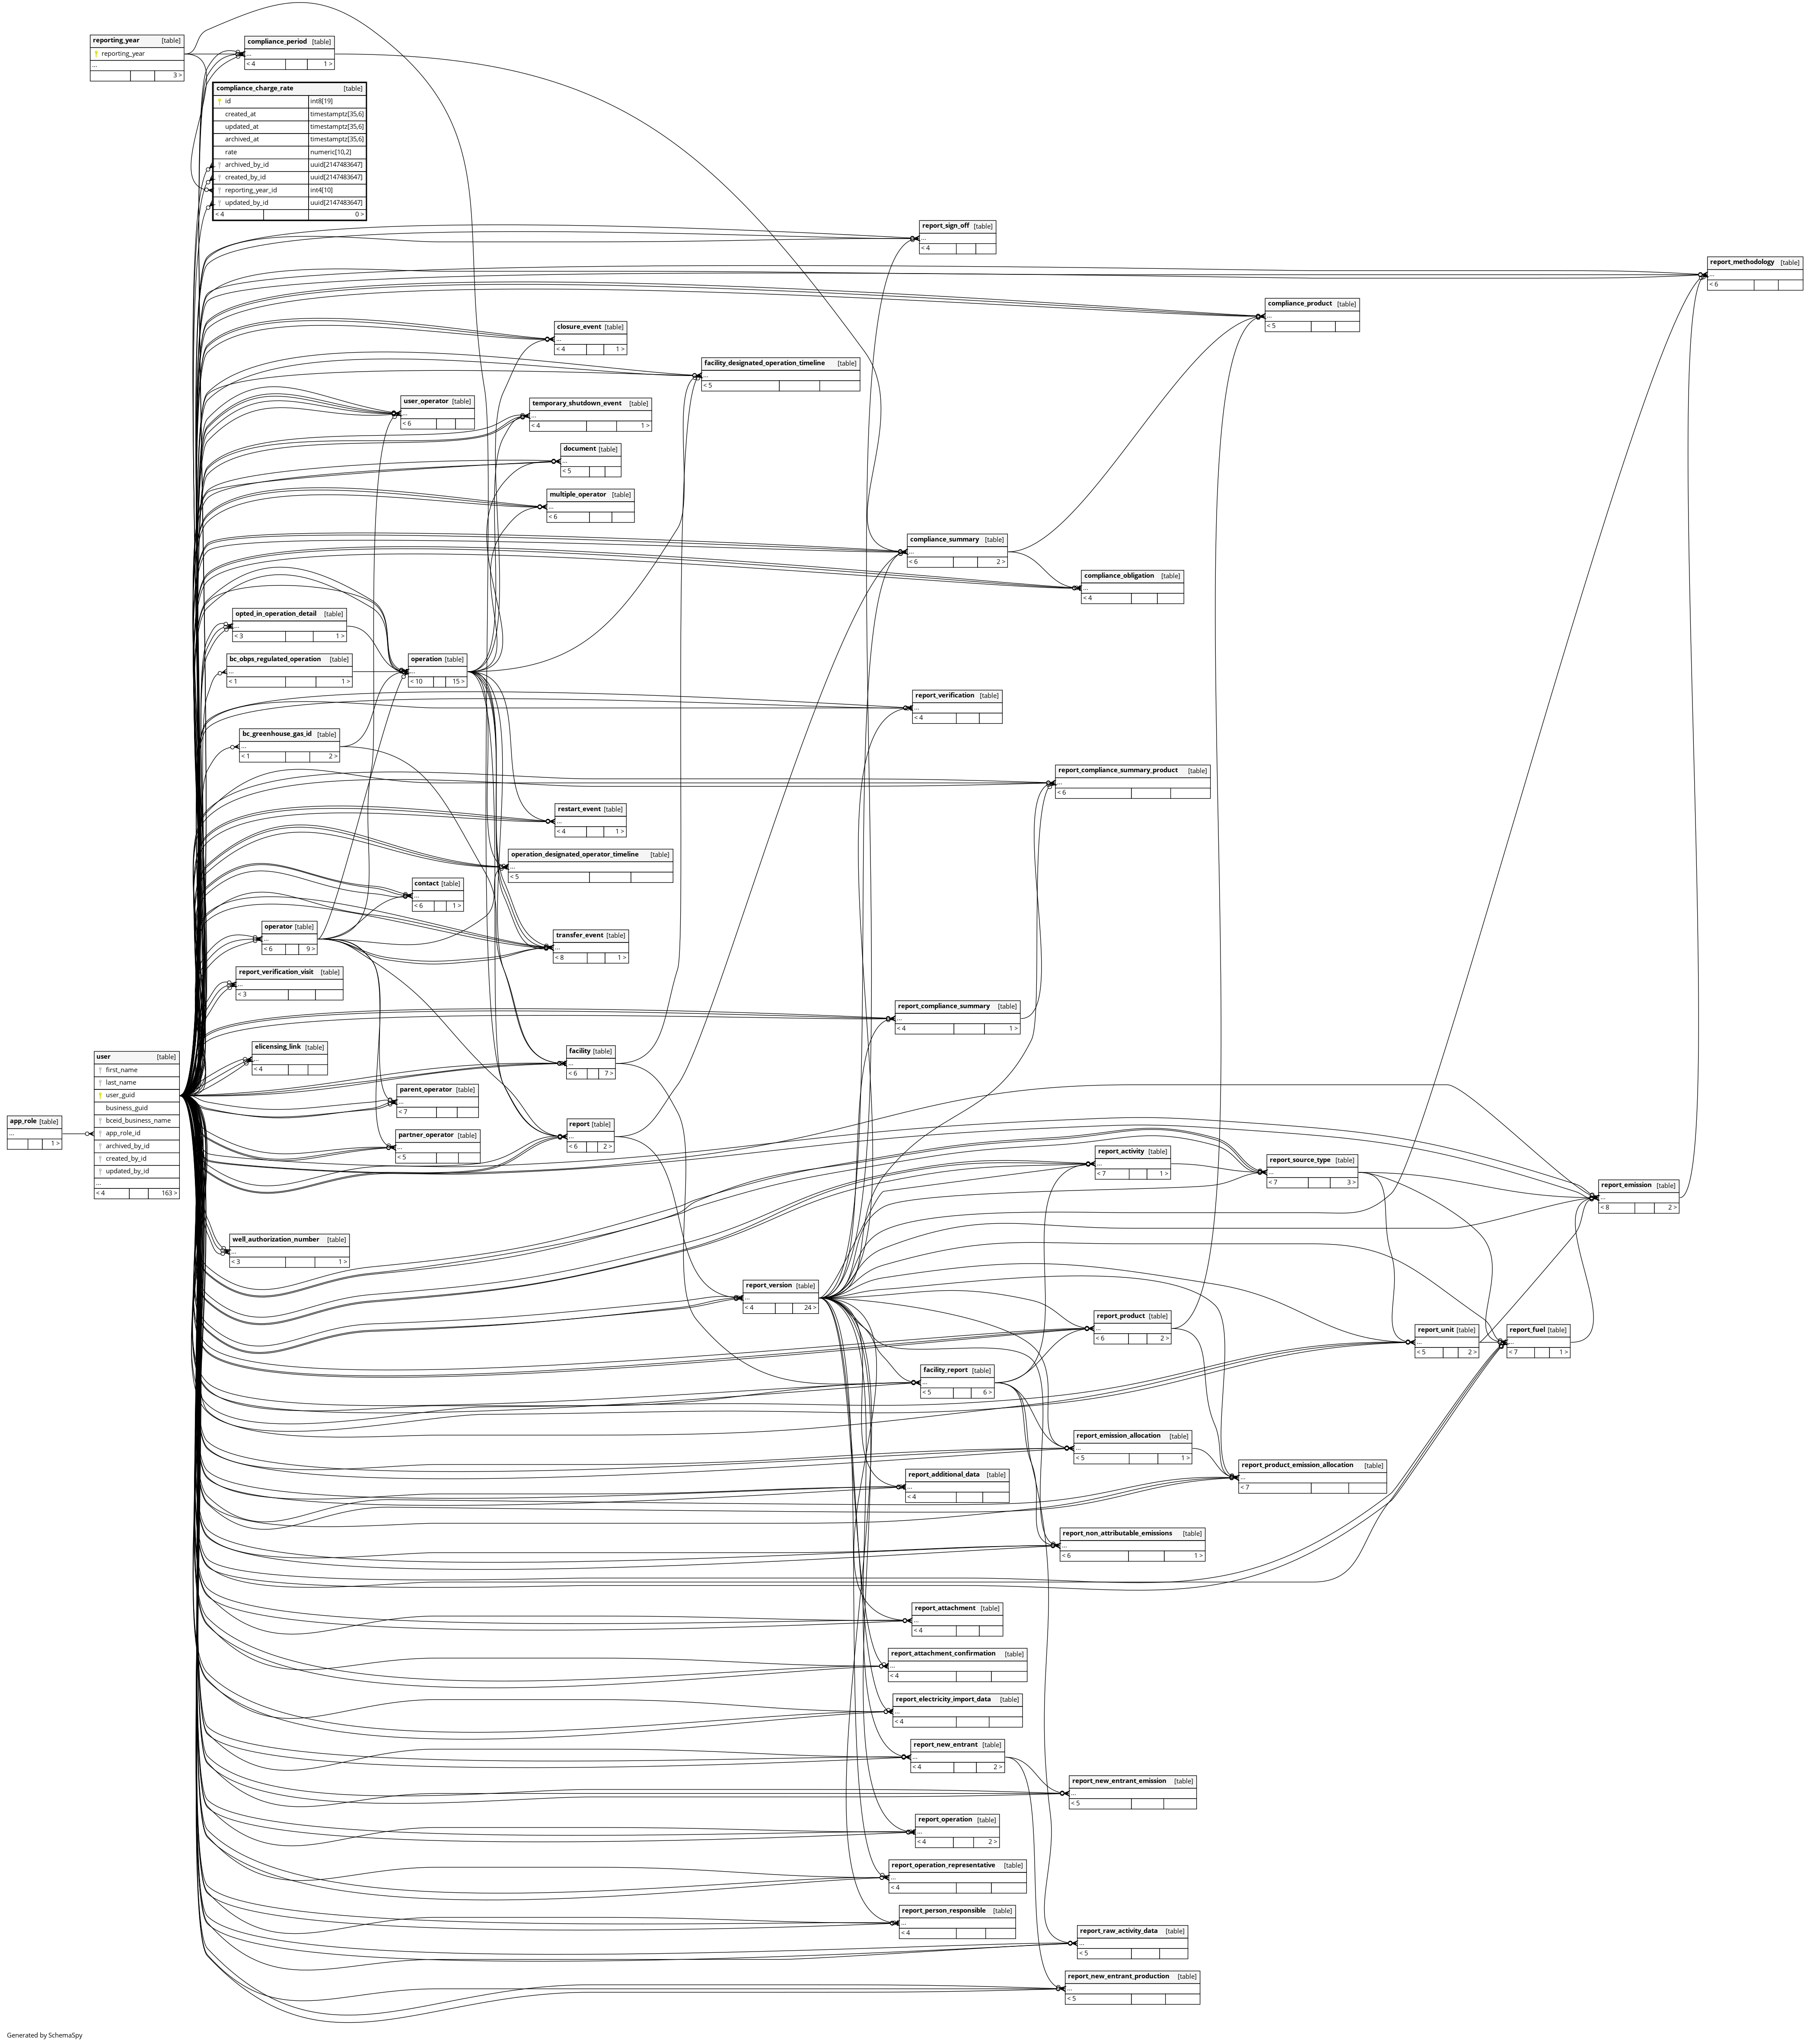 reporting_year [table]
reporting_year
...
3 >
compliance_period [table]
...
< 4 1 >
compliance_charge_rate [table]
id int8[19]
created_at timestamptz[35,6]
updated_at timestamptz[35,6]
archived_at timestamptz[35,6]
rate numeric[10,2]
archived_by_id uuid[2147483647]
created_by_id uuid[2147483647]
reporting_year_id int4[10]
updated_by_id uuid[2147483647]
< 4 0 >
report_sign_off [table]
...
< 4
report_methodology [table]
...
< 6
compliance_product [table]
...
< 5
closure_event [table]
...
< 4 1 >
facility_designated_operation_timeline [table]
...
< 5
user_operator [table]
...
< 6
temporary_shutdown_event [table]
...
< 4 1 >
document [table]
...
< 5
multiple_operator [table]
...
< 6
compliance_summary [table]
...
< 6 2 >
compliance_obligation [table]
...
< 4
opted_in_operation_detail [table]
...
< 3 1 >
bc_obps_regulated_operation [table]
...
< 1 1 >
operation [table]
...
< 10 15 >
report_verification [table]
...
< 4
bc_greenhouse_gas_id [table]
...
< 1 2 >
report_compliance_summary_product [table]
...
< 6
restart_event [table]
...
< 4 1 >
operation_designated_operator_timeline [table]
...
< 5
contact [table]
...
< 6 1 >
operator [table]
...
< 6 9 >
transfer_event [table]
...
< 8 1 >
report_verification_visit [table]
...
< 3
report_compliance_summary [table]
...
< 4 1 >
elicensing_link [table]
...
< 4
facility [table]
...
< 6 7 >
user [table]
first_name
last_name
user_guid
business_guid
bceid_business_name
app_role_id
archived_by_id
created_by_id
updated_by_id
...
< 4 163 >
app_role [table]
...
1 >
parent_operator [table]
...
< 7
report [table]
...
< 6 2 >
partner_operator [table]
...
< 5
report_activity [table]
...
< 7 1 >
report_source_type [table]
...
< 7 3 >
report_emission [table]
...
< 8 2 >
well_authorization_number [table]
...
< 3 1 >
report_version [table]
...
< 4 24 >
report_product [table]
...
< 6 2 >
report_unit [table]
...
< 5 2 >
report_fuel [table]
...
< 7 1 >
facility_report [table]
...
< 5 6 >
report_emission_allocation [table]
...
< 5 1 >
report_product_emission_allocation [table]
...
< 7
report_additional_data [table]
...
< 4
report_non_attributable_emissions [table]
...
< 6 1 >
report_attachment [table]
...
< 4
report_attachment_confirmation [table]
...
< 4
report_electricity_import_data [table]
...
< 4
report_new_entrant [table]
...
< 4 2 >
report_new_entrant_emission [table]
...
< 5
report_operation [table]
...
< 4 2 >
report_operation_representative [table]
...
< 4
report_person_responsible [table]
...
< 4
report_raw_activity_data [table]
...
< 5
report_new_entrant_production [table]
...
< 5
Generated by SchemaSpy